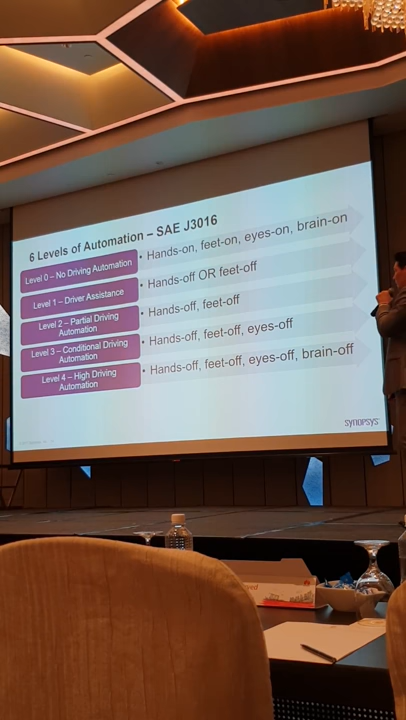 6 Levels of Automation – SAE J3016
Level 0 – No Driving Automation
• Hands-on, feet-on, eyes-on, brain-on
Level 1 – Driver Assistance
• Hands-off OR feet-off
Level 2 – Partial Driving
Automation
• Hands-off, feet-off
Level 3 – Conditional Driving
Automation
• Hands-off, feet-off, eyes-off
Level 4 – High Driving
Automation
• Hands-off, feet-off, eyes-off, brain-off
SYNOPSYS